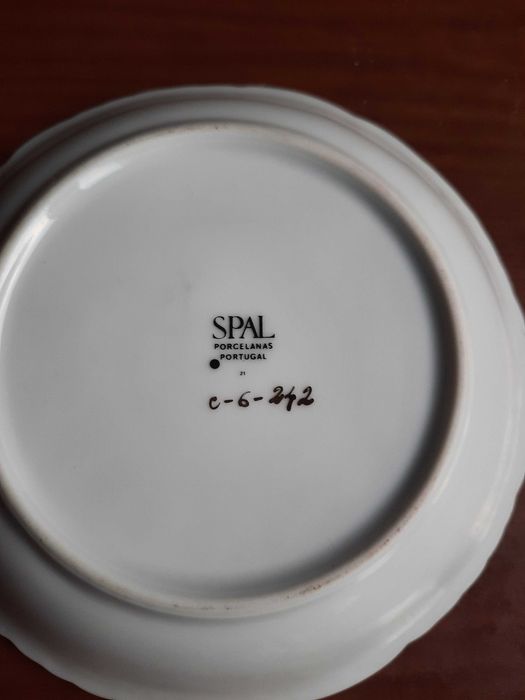 SPAL
PORCELANAS
PORTUGAL
21
c-6-242